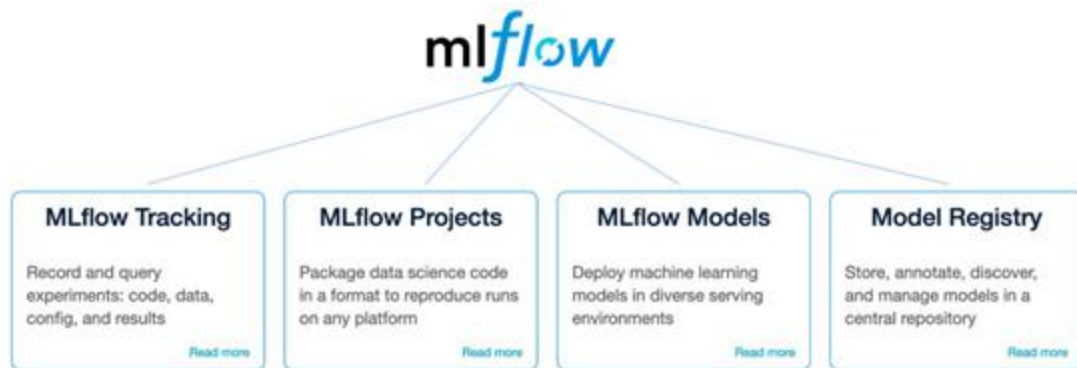 mlflow
MLflow Tracking
Record and query
experiments: code, data,
config, and results
Read more
MLflow Projects
Package data science code
in a format to reproduce runs
on any platform
Read more
MLflow Models
Deploy machine learning
models in diverse serving
environments
Read more
Model Registry
Store, annotate, discover,
and manage models in a
central repository
Read more